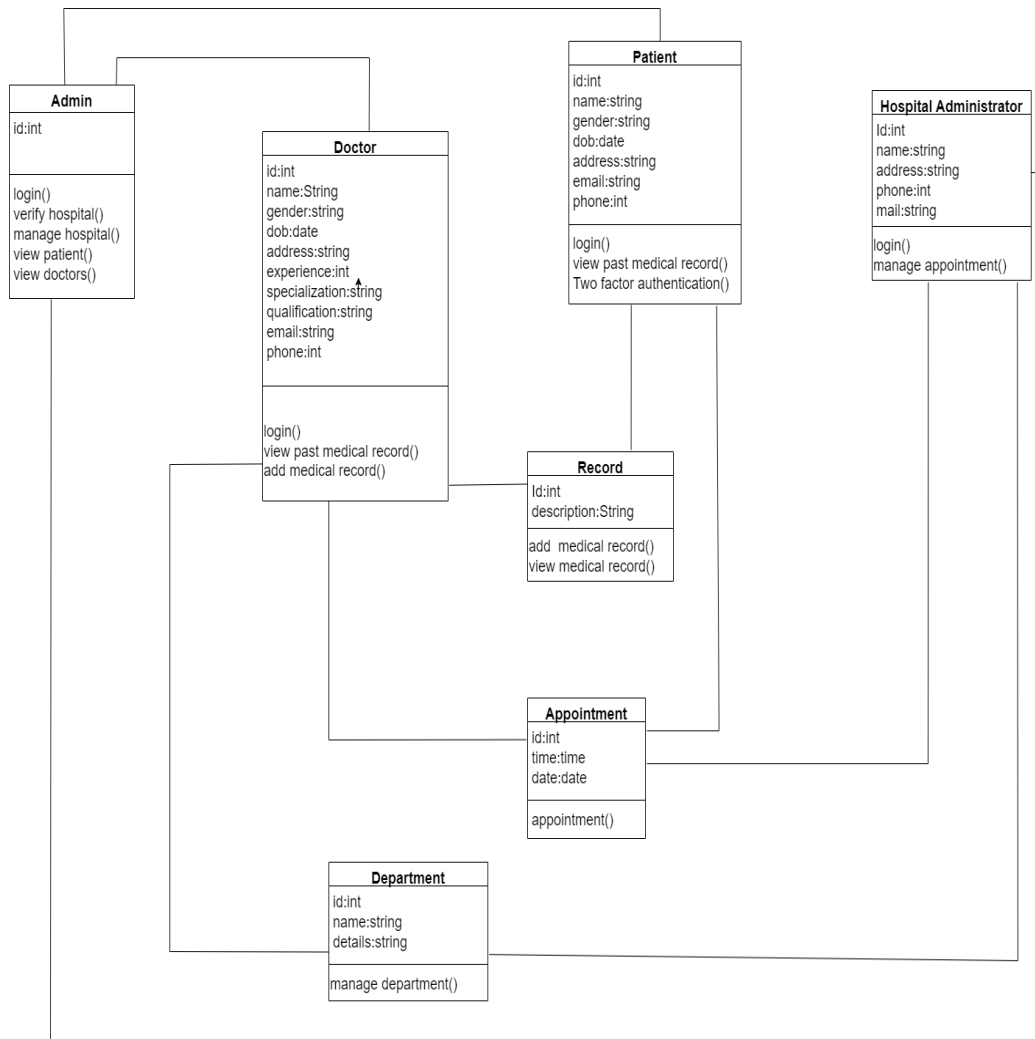 Admin
id:int
login()
verify hospital()
manage hospital()
view patient()
view doctors()
Doctor
id:int
name:String
gender:string
dob:date
address:string
experience:int
specialization:string
qualification:string
email:string
phone:int
login()
view past medical record()
add medical record()
Patient
id:int
name:string
gender:string
dob:date
address:string
email:string
phone:int
login()
view past medical record()
Two factor authentication()
Hospital Administrator
Id:int
name:string
address:string
phone:int
mail:string
login()
manage appointment()
Record
Id:int
description:String
add  medical record()
view medical record()
Appointment
id:int
time:time
date:date
appointment()
Department
id:int
name:string
details:string
manage department()